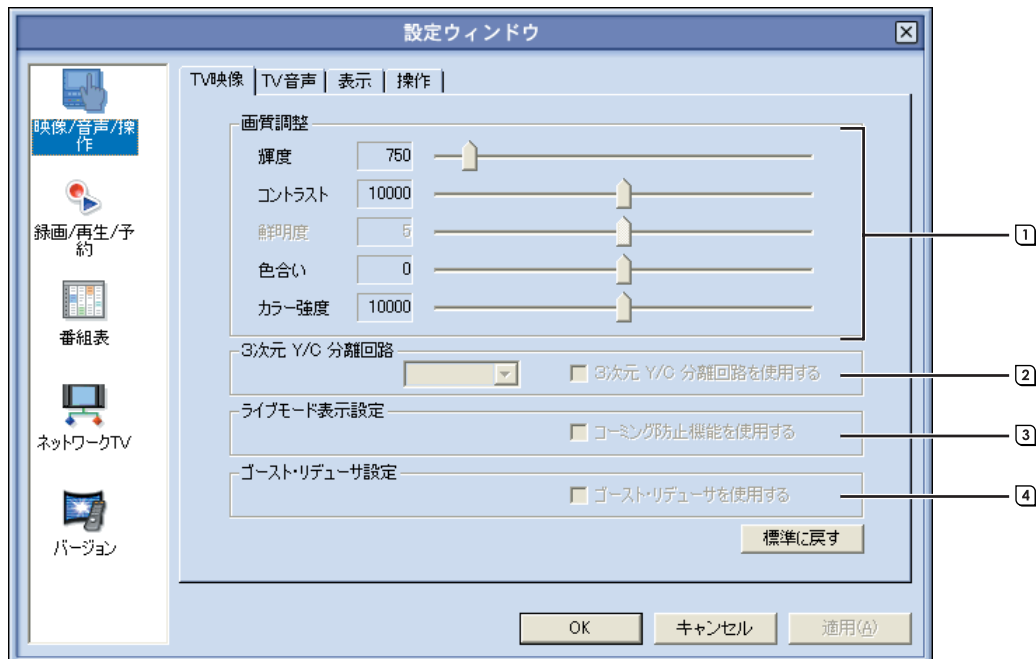 設定ウィンドウ
映像/音声/操
作
録画/再生/予
約
番組表
ネットワークTV
バージョン
TV映像
TV音声
表示
操作
画質調整
輝度 750
コントラスト 10000
鮮明度 5
色合い 0
カラー強度 10000
1
3次元 Y/C 分離回路
3次元 Y/C 分離回路を使用する
2
ライブモード表示設定
コーミング防止機能を使用する
3
ゴースト・リデューサ設定
ゴースト・リデューサを使用する
4
標準に戻す
OK
キャンセル
適用(A)